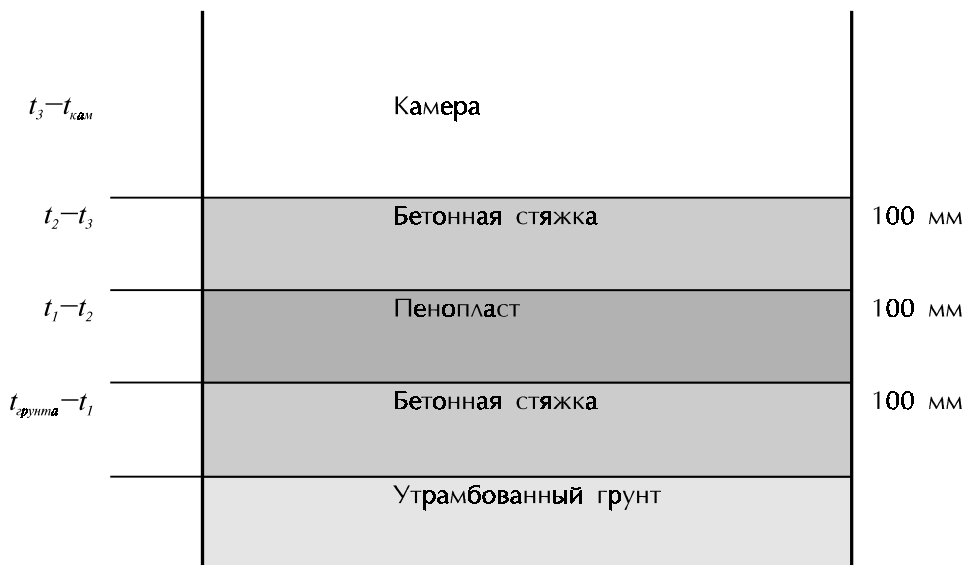 t₃−tкам Камера
t₂−t₃ Бетонная стяжка 100 мм
t₁−t₂ Пенопласт 100 мм
tгрунта−t₁ Бетонная стяжка 100 мм
Утрамбованный грунт